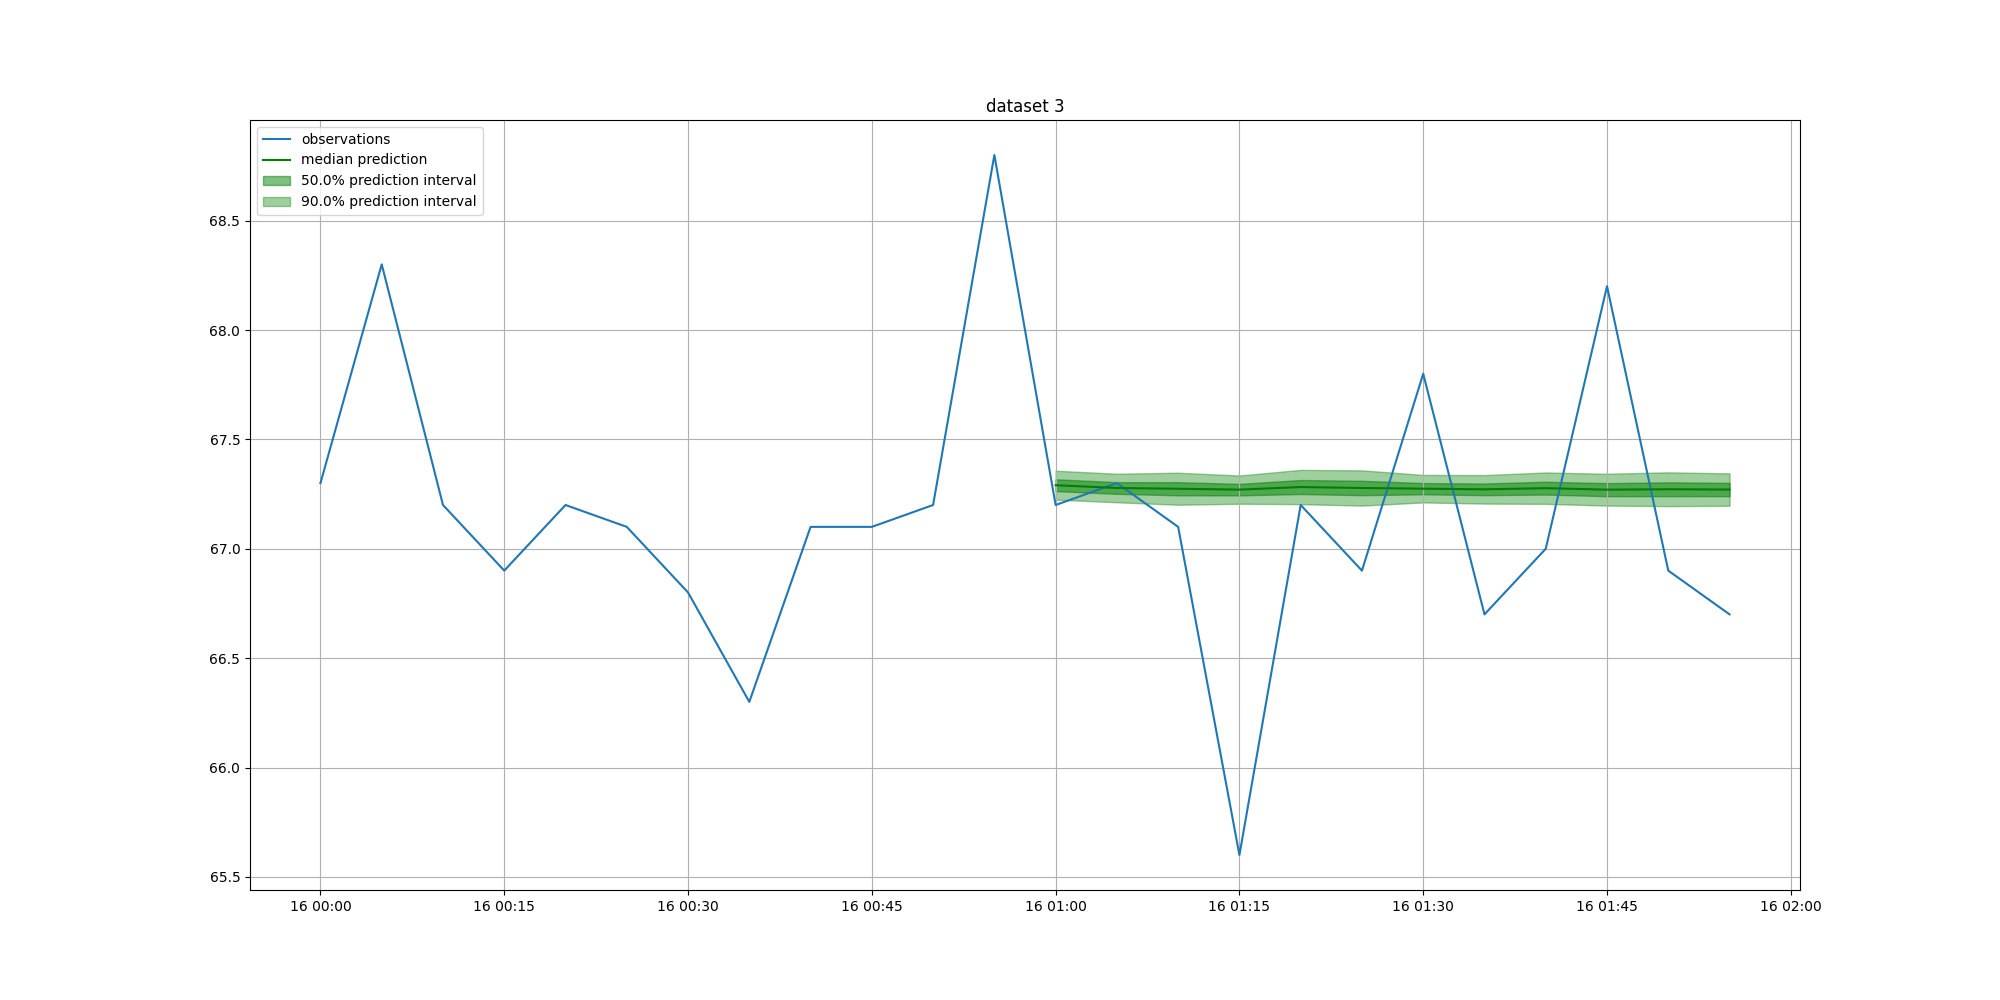 dataset 3
observations
median prediction
50.0% prediction interval
90.0% prediction interval
68.5
68.0
67.5
67.0
66.5
66.0
65.5
16 00:00 16 00:15 16 00:30 16 00:45 16 01:00 16 01:15 16 01:30 16 01:45 16 02:00